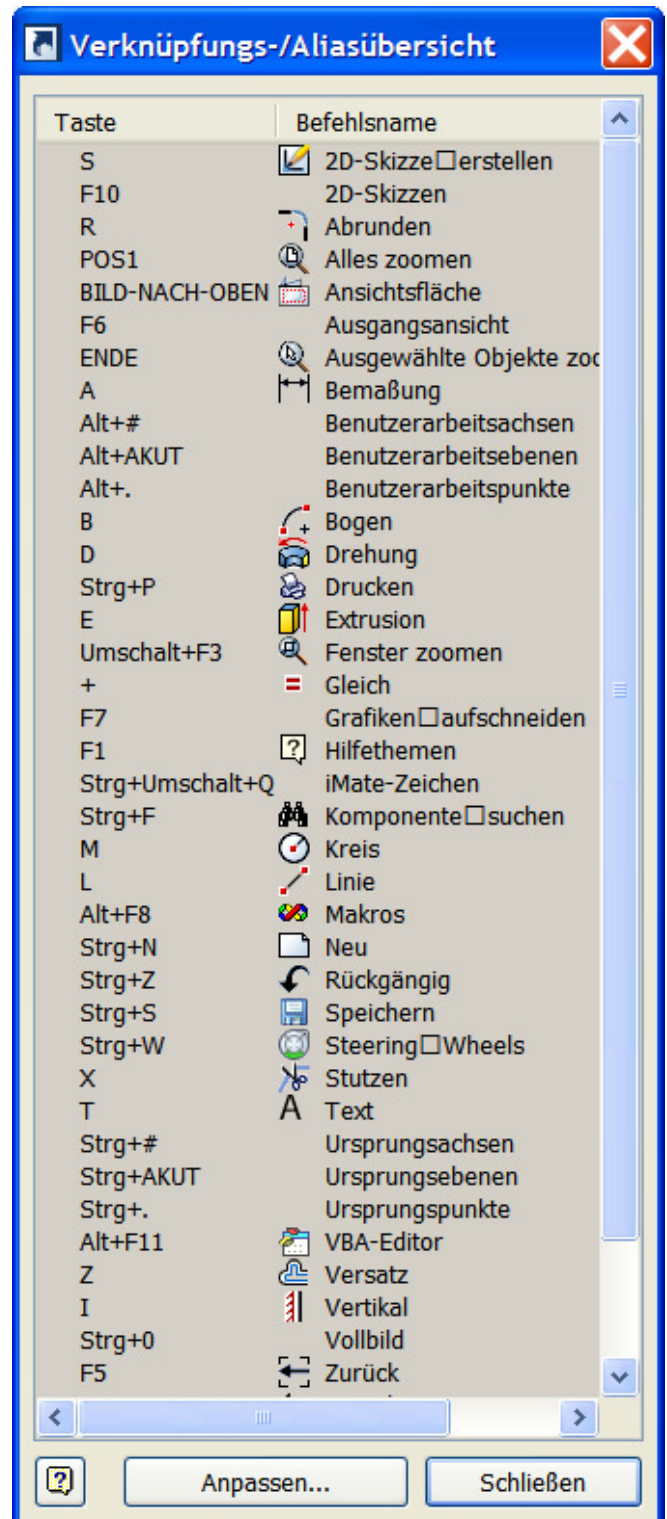 Verknüpfungs-/Aliasübersicht
Taste Befehlsname
S 2D-Skizze□erstellen
F10 2D-Skizzen
R Abrunden
POS1 Alles zoomen
BILD-NACH-OBEN Ansichtsfläche
F6 Ausgangsansicht
ENDE Ausgewählte Objekte zoo
A Bemaßung
Alt+# Benutzerarbeitsachsen
Alt+AKUT Benutzerarbeitsebenen
Alt+. Benutzerarbeitspunkte
B Bogen
D Drehung
Strg+P Drucken
E Extrusion
Umschalt+F3 Fenster zoomen
+ Gleich
F7 Grafiken□aufschneiden
F1 Hilfethemen
Strg+Umschalt+Q iMate-Zeichen
Strg+F Komponente□suchen
M Kreis
L Linie
Alt+F8 Makros
Strg+N Neu
Strg+Z Rückgängig
Strg+S Speichern
Strg+W Steering□Wheels
X Stutzen
T A Text
Strg+# Ursprungsachsen
Strg+AKUT Ursprungsebenen
Strg+. Ursprungspunkte
Alt+F11 VBA-Editor
Z Versatz
I Vertikal
Strg+0 Vollbild
F5 Zurück
Anpassen... Schließen